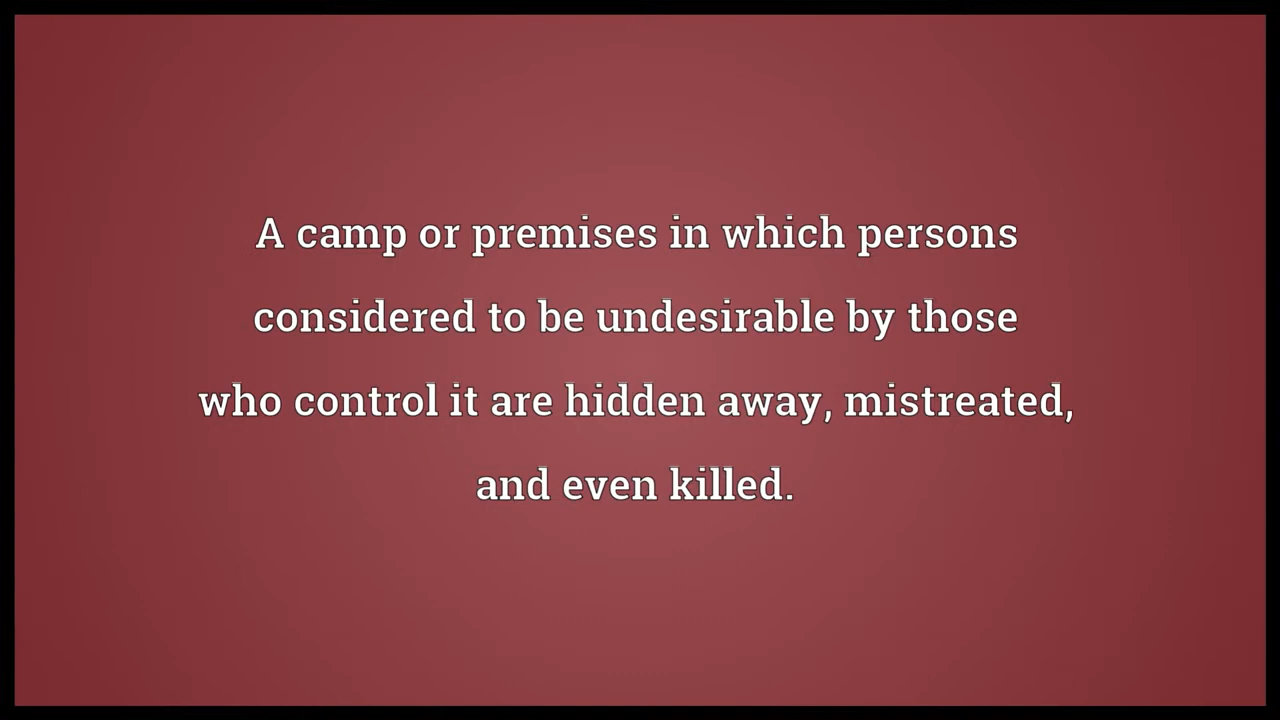 A camp or premises in which persons
considered to be undesirable by those
who control it are hidden away, mistreated,
and even killed.